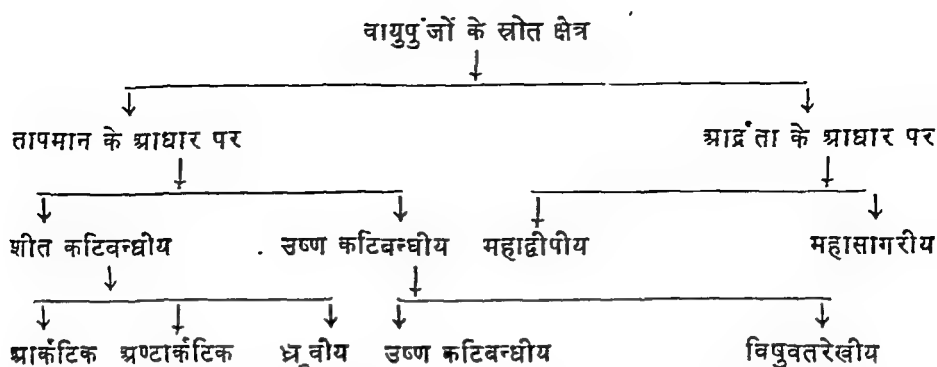 वायुपुंजों के स्रोत क्षेत्र
तापमान के आधार पर आर्द्रता के आधार पर
शीत कटिबन्धीय उष्ण कटिबन्धीय महाद्वीपीय महासागरीय
आर्कटिक अण्टार्कटिक ध्रुवीय उष्ण कटिबन्धीय विषुवतरेखीय